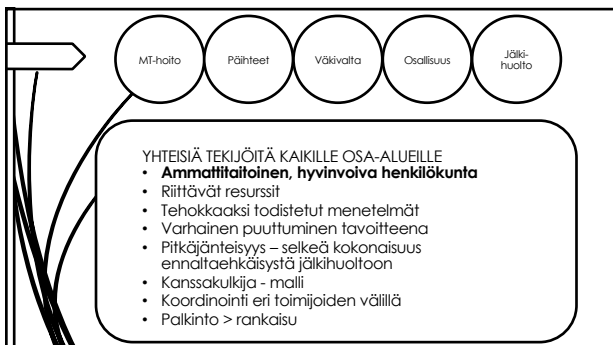 MT-hoito
Päihteet
Väkivalta
Osallisuus
Jälki-
huolto
YHTEISIÄ TEKIJÖITÄ KAIKILLE OSA-ALUEILLE
• Ammattitaitoinen, hyvinvoiva henkilökunta
• Riittävät resurssit
• Tehokkaaksi todistetut menetelmät
• Varhainen puuttuminen tavoitteena
• Pitkäjänteisyys – selkeä kokonaisuus
ennaltaehkäisystä jälkihuoltoon
• Kanssakulkija - malli
• Koordinointi eri toimijoiden välillä
• Palkinto > rankaisu